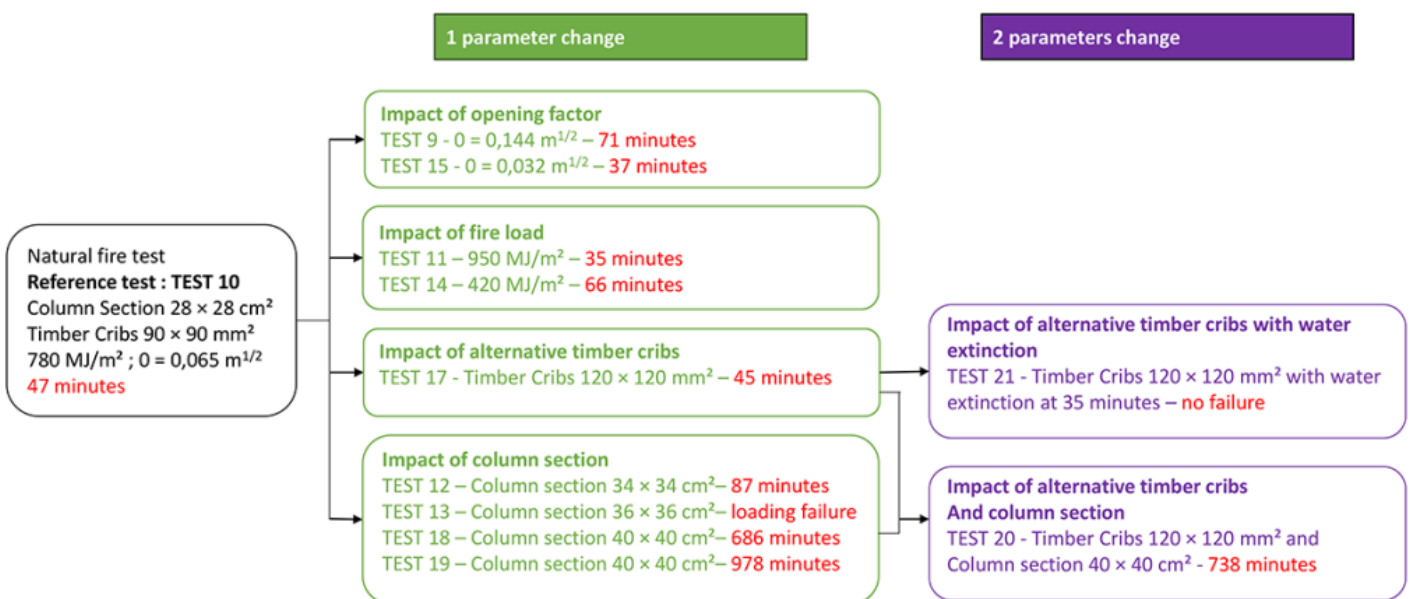 1 parameter change
2 parameters change
Natural fire test
Reference test : TEST 10
Column Section 28 × 28 cm²
Timber Cribs 90 × 90 mm²
780 MJ/m² ; 0 = 0,065 m^1/2
47 minutes
Impact of opening factor
TEST 9 - 0 = 0,144 m^1/2 – 71 minutes
TEST 15 - 0 = 0,032 m^1/2 – 37 minutes
Impact of fire load
TEST 11 – 950 MJ/m² – 35 minutes
TEST 14 – 420 MJ/m² – 66 minutes
Impact of alternative timber cribs
TEST 17 - Timber Cribs 120 × 120 mm² – 45 minutes
Impact of column section
TEST 12 – Column section 34 × 34 cm²– 87 minutes
TEST 13 – Column section 36 × 36 cm²– loading failure
TEST 18 – Column section 40 × 40 cm²– 686 minutes
TEST 19 – Column section 40 × 40 cm²– 978 minutes
Impact of alternative timber cribs with water
extinction
TEST 21 - Timber Cribs 120 × 120 mm² with water
extinction at 35 minutes – no failure
Impact of alternative timber cribs
And column section
TEST 20 - Timber Cribs 120 × 120 mm² and
Column section 40 × 40 cm² - 738 minutes